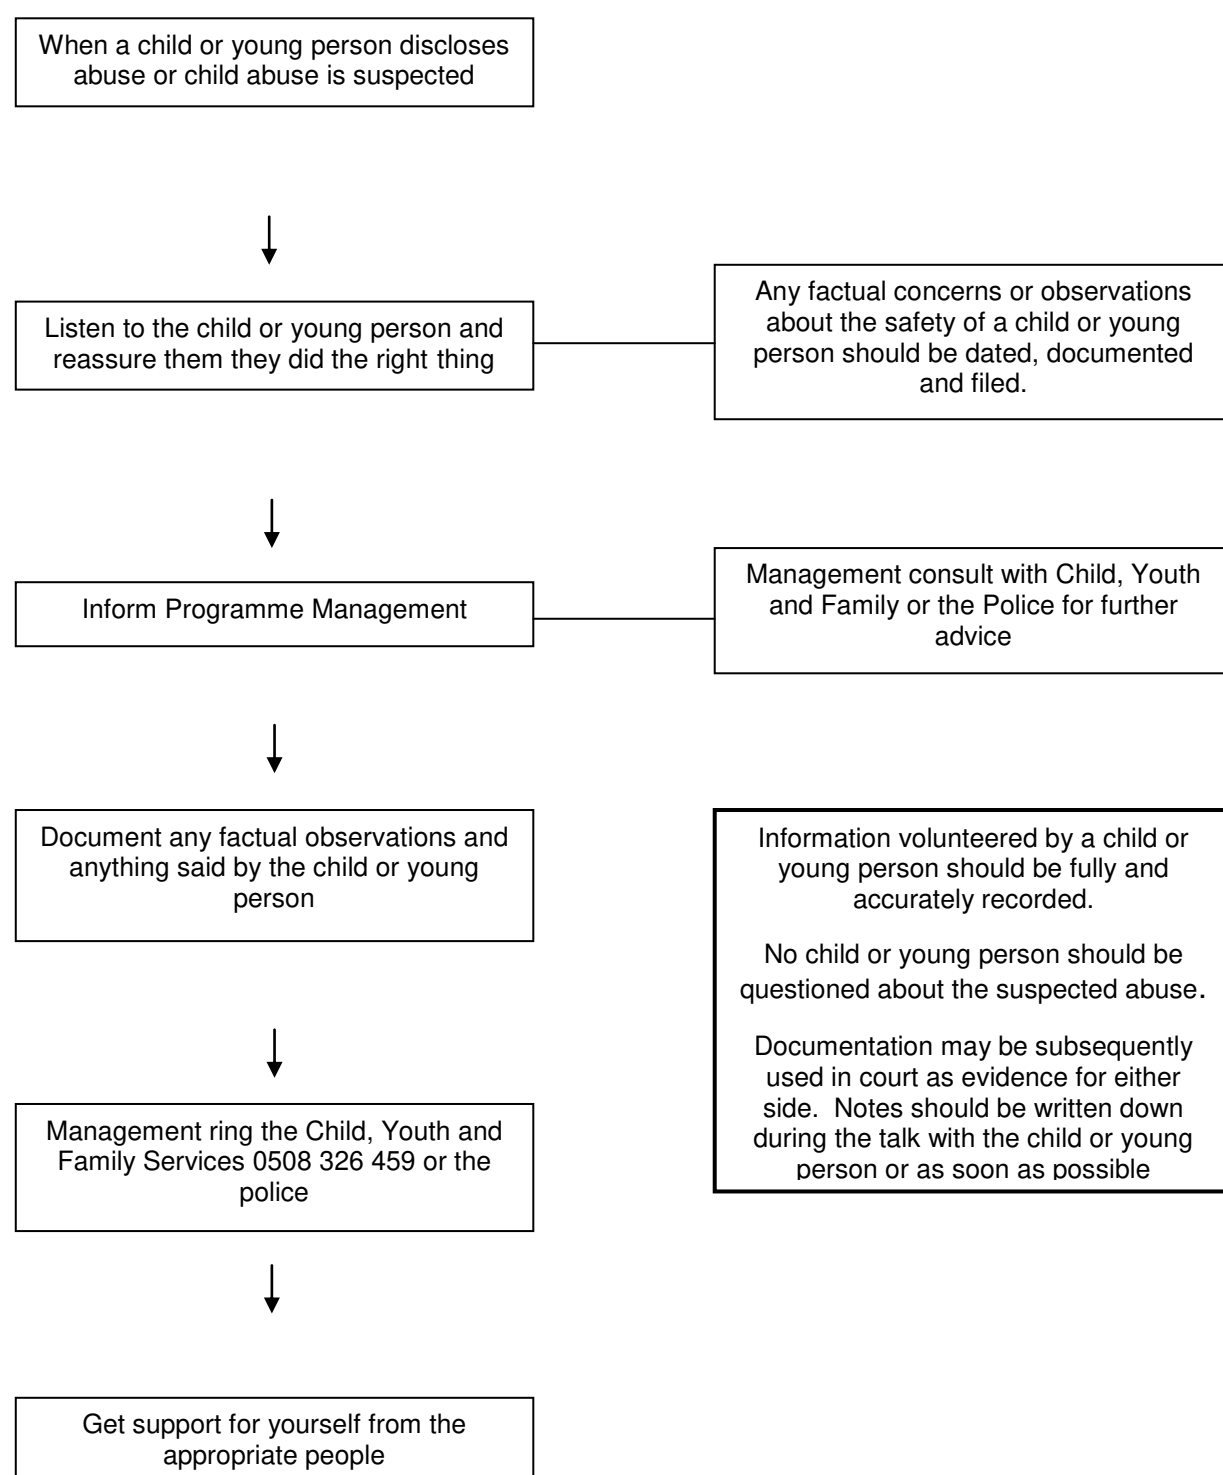 When a child or young person discloses
abuse or child abuse is suspected
Listen to the child or young person and
reassure them they did the right thing
Any factual concerns or observations
about the safety of a child or young
person should be dated, documented
and filed.
Inform Programme Management
Management consult with Child, Youth
and Family or the Police for further
advice
Document any factual observations and
anything said by the child or young
person
Information volunteered by a child or
young person should be fully and
accurately recorded.
No child or young person should be
questioned about the suspected abuse.
Documentation may be subsequently
used in court as evidence for either
side.  Notes should be written down
during the talk with the child or young
person or as soon as possible
Management ring the Child, Youth and
Family Services 0508 326 459 or the
police
Get support for yourself from the
appropriate people